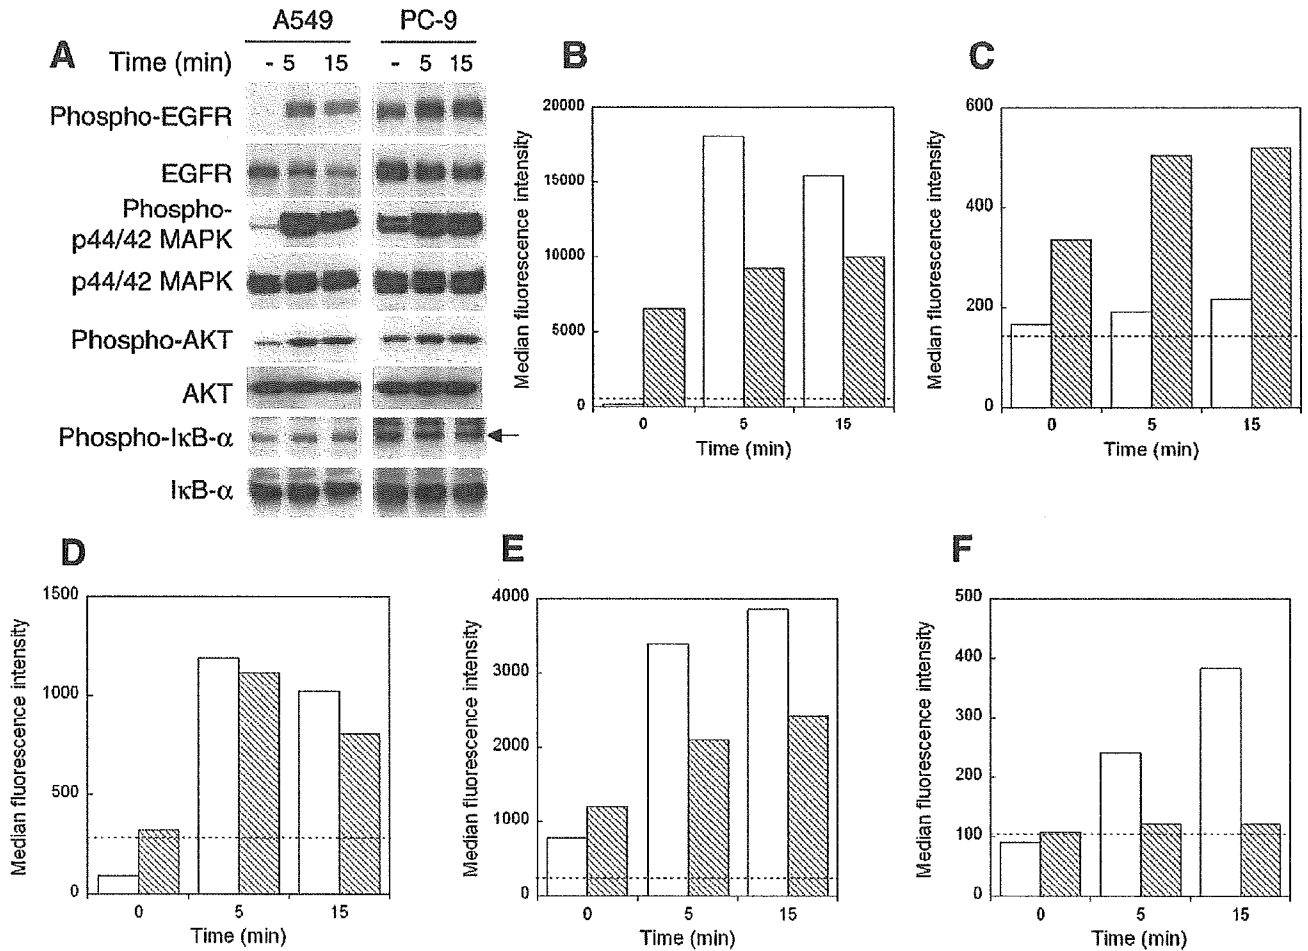 A
A549 PC-9
Time (min) - 5 15 - 5 15
Phospho-EGFR
EGFR
Phospho-
p44/42 MAPK
p44/42 MAPK
Phospho-AKT
AKT
Phospho-IκB-α
IκB-α
B
Median fluorescence intensity
20000
15000
10000
5000
0
0 5 15
Time (min)
C
Median fluorescence intensity
600
400
200
0
0 5 15
Time (min)
D
Median fluorescence intensity
1500
1000
500
0
0 5 15
Time (min)
E
Median fluorescence intensity
4000
3000
2000
1000
0
0 5 15
Time (min)
F
Median fluorescence intensity
500
400
300
200
100
0
0 5 15
Time (min)